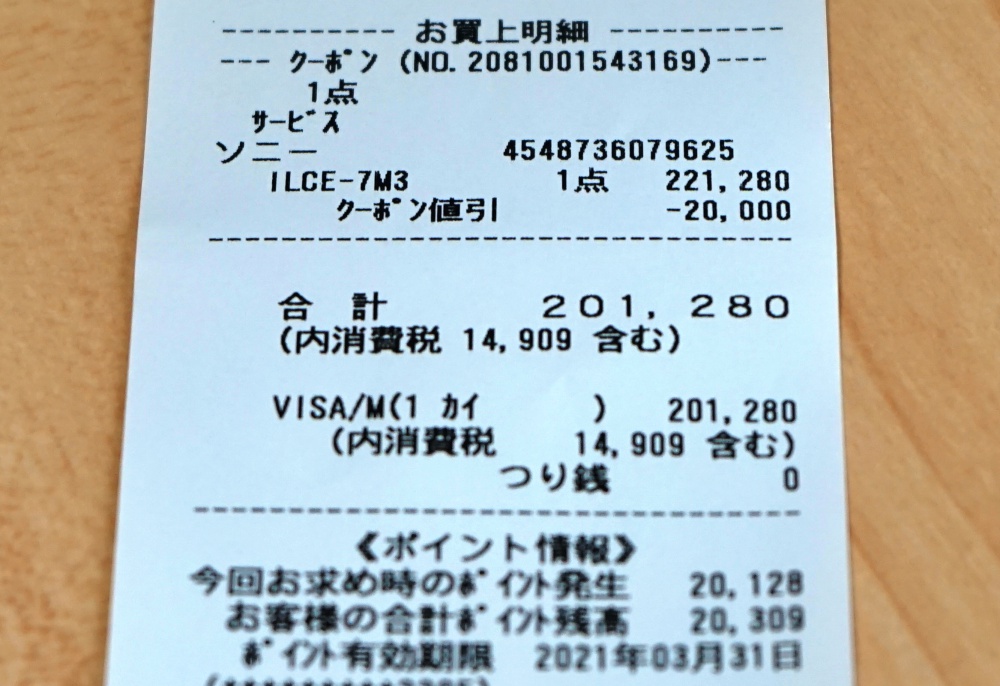 ---------- お買上明細 ----------
--- ｸｰﾎﾟﾝ (NO. 2081001543169)---
1点
ｻｰﾋﾞｽ
ソニー 4548736079625
ILCE-7M3 1点 221,280
ｸｰﾎﾟﾝ値引 -20,000
--------------------------------
合 計 ２０１，２８０
(内消費税 14,909 含む)
VISA/M(1 ｶｲ ) 201,280
(内消費税 14,909 含む)
つり銭 0
--------------------------------
《ポイント情報》
今回お求め時のﾎﾟｲﾝﾄ発生 20,128
お客様の合計ﾎﾟｲﾝﾄ残高 20,309
ﾎﾟｲﾝﾄ有効期限 2021年03月31日